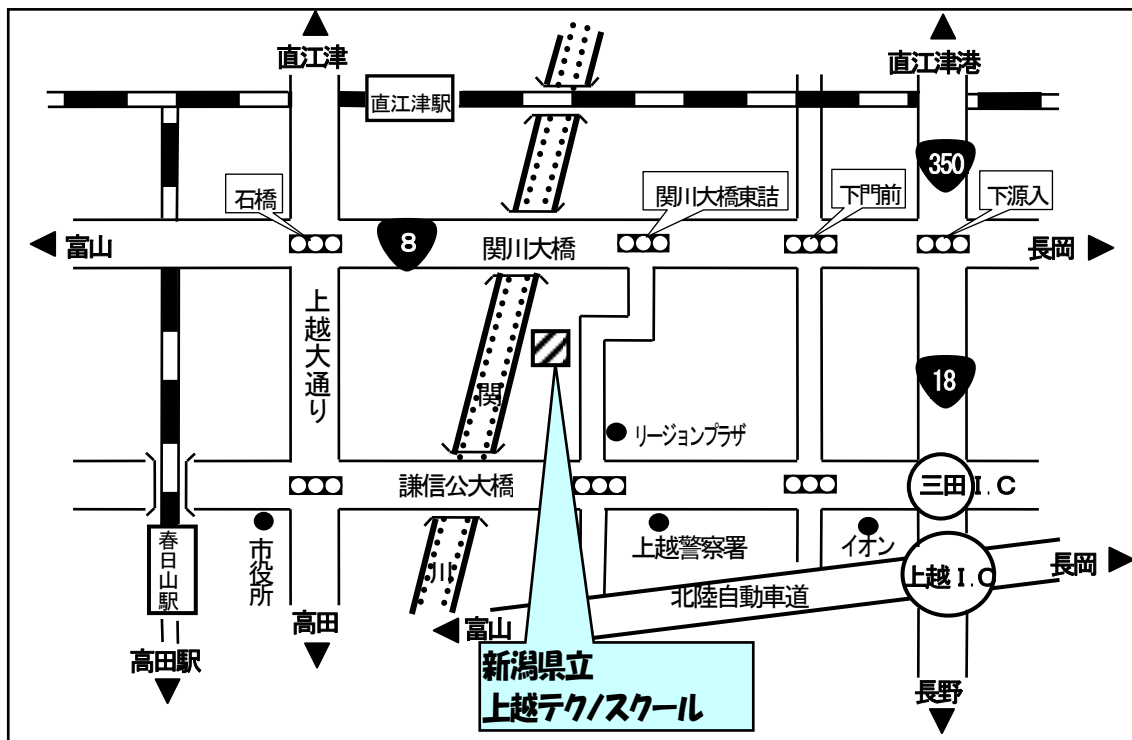 直江津
直江津港
直江津駅
350
石橋
関川大橋東詰
下門前
下源入
富山
8
関川大橋
長岡
上越大通り
18
関
リージョンプラザ
謙信公大橋
三田I.C
春日山駅
市役所
川
上越警察署
イオン
上越I.C
長岡
北陸自動車道
高田
富山
高田駅
新潟県立
上越テクノスクール
長野